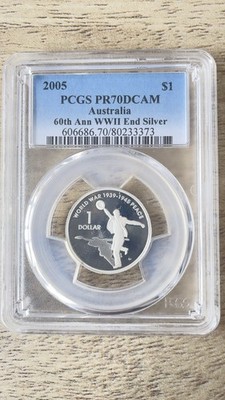 2005 $1
PCGS PR70DCAM
Australia
60th Ann WWII End Silver
606686.70/80233373
WORLD WAR 1939-1945 PEACE
1
DOLLAR
PCGS